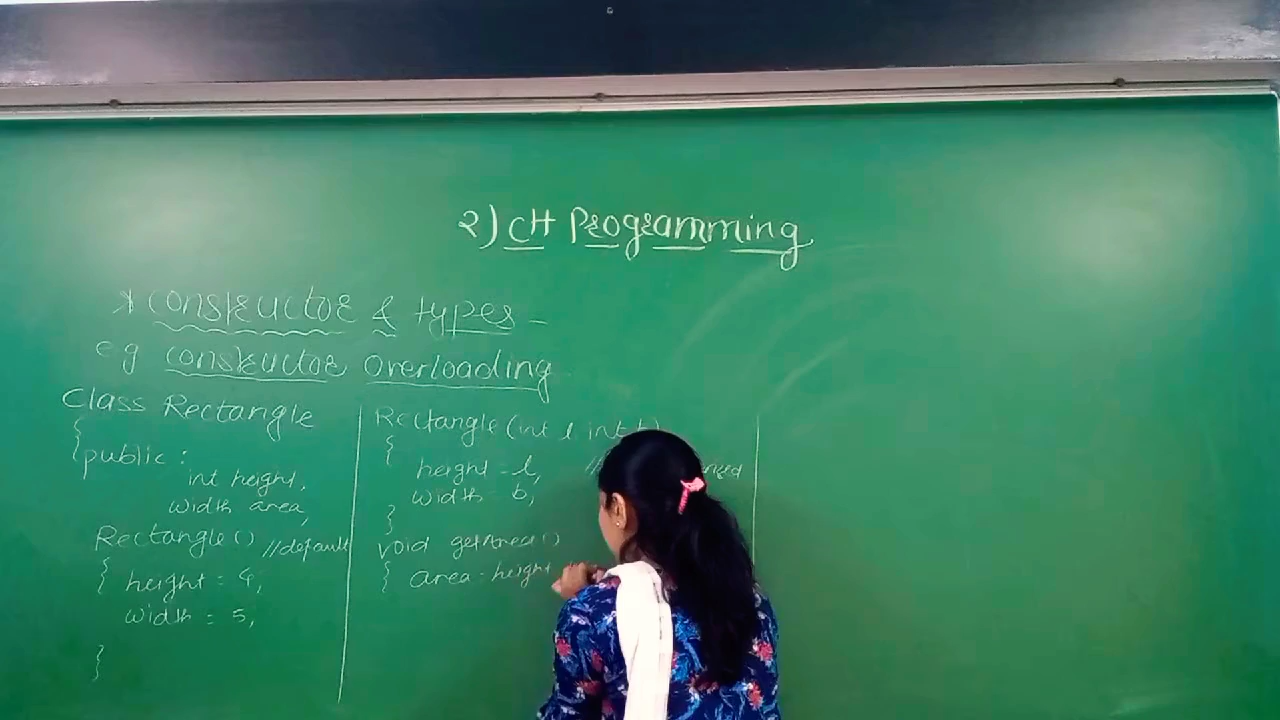 2) C++ Programming
* Constructor & types -
eg Constructor Overloading
Class Rectangle
{
public:
int height,
width area,
Rectangle() //default
{ height = 4;
width = 5;
}
Rectangle (int l int b)
{
height = l,
width = b,
}
void getArea()
{ area = height